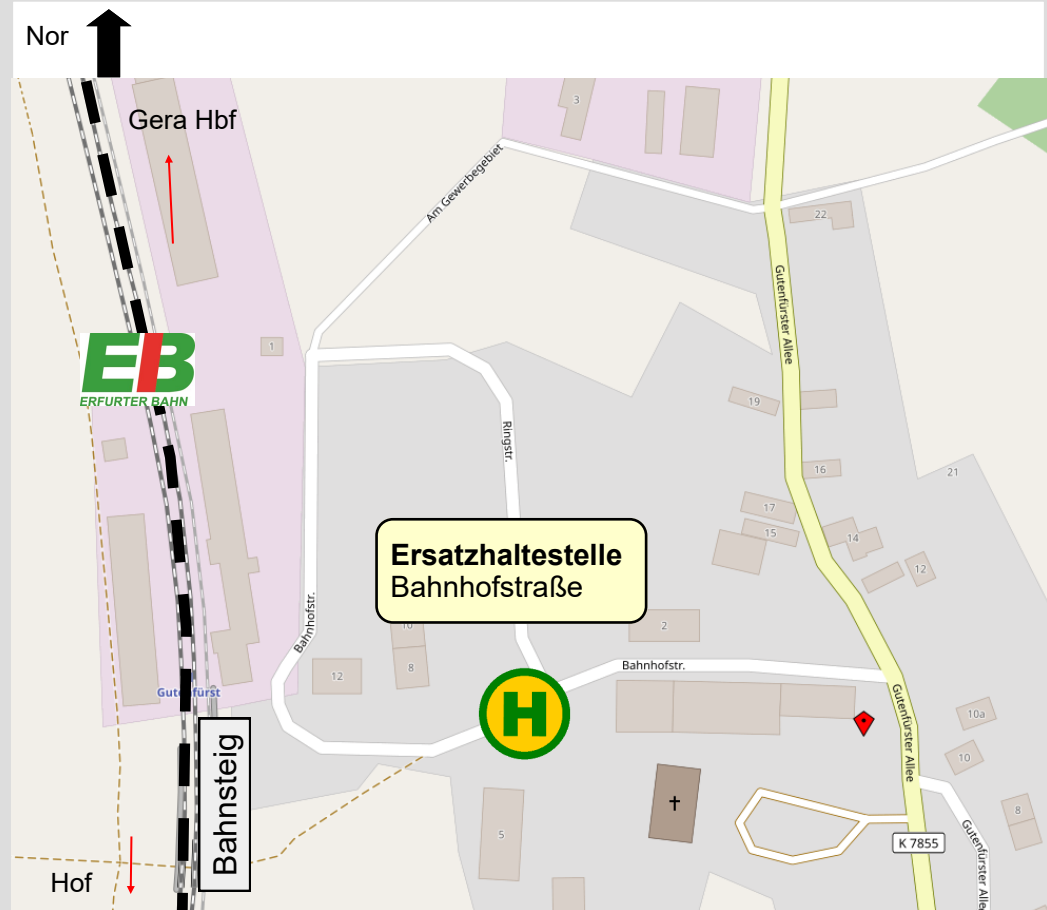 Nor
Gera Hbf
3
Am Gewerbegebiet
22
Gutenfürster Allee
1
EB
ERFURTER BAHN
19
Ringstr.
16
21
17
15
14
12
Ersatzhaltestelle
Bahnhofstraße
Bahnhofstr.
10
2
8
12
Bahnhofstr.
Gutenfürst
H
Gutenfürster Allee
10a
10
Bahnsteig
5
8
K 7855
Gutenfürster Allee
Hof